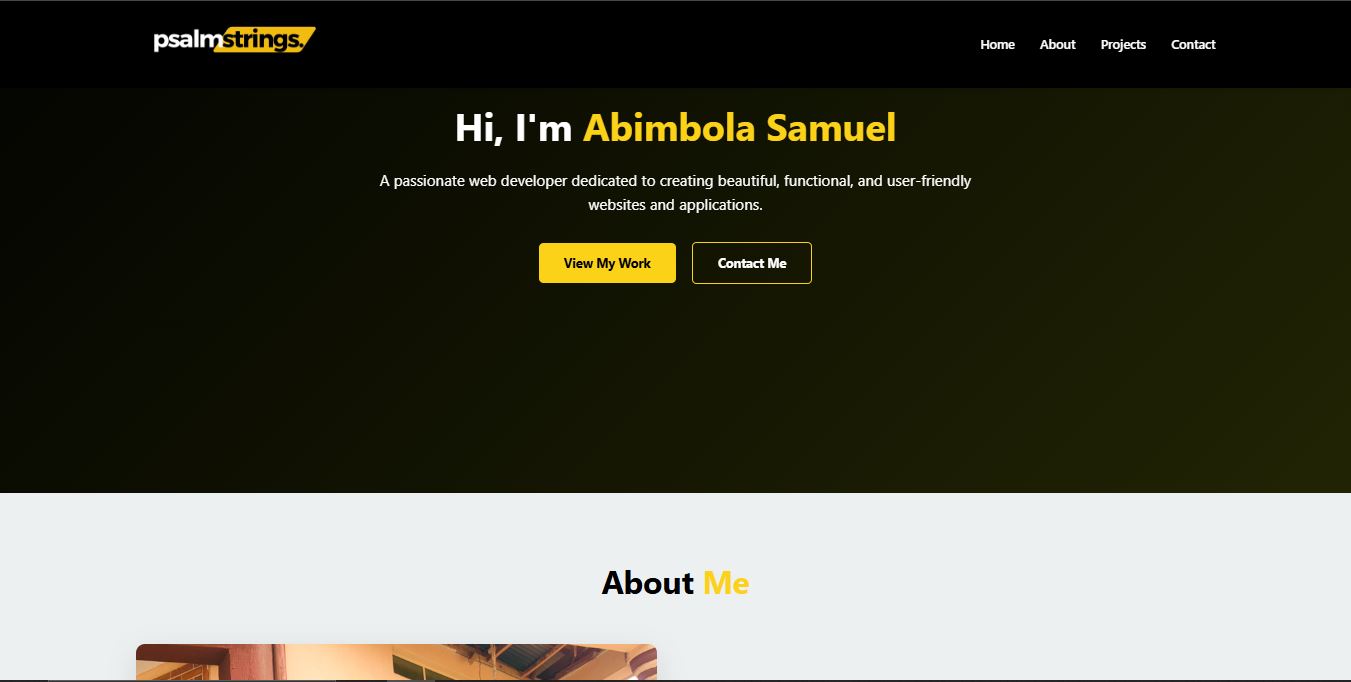 psalmstrings.
Home About Projects Contact
Hi, I'm Abimbola Samuel
A passionate web developer dedicated to creating beautiful, functional, and user-friendly
websites and applications.
View My Work Contact Me
About Me